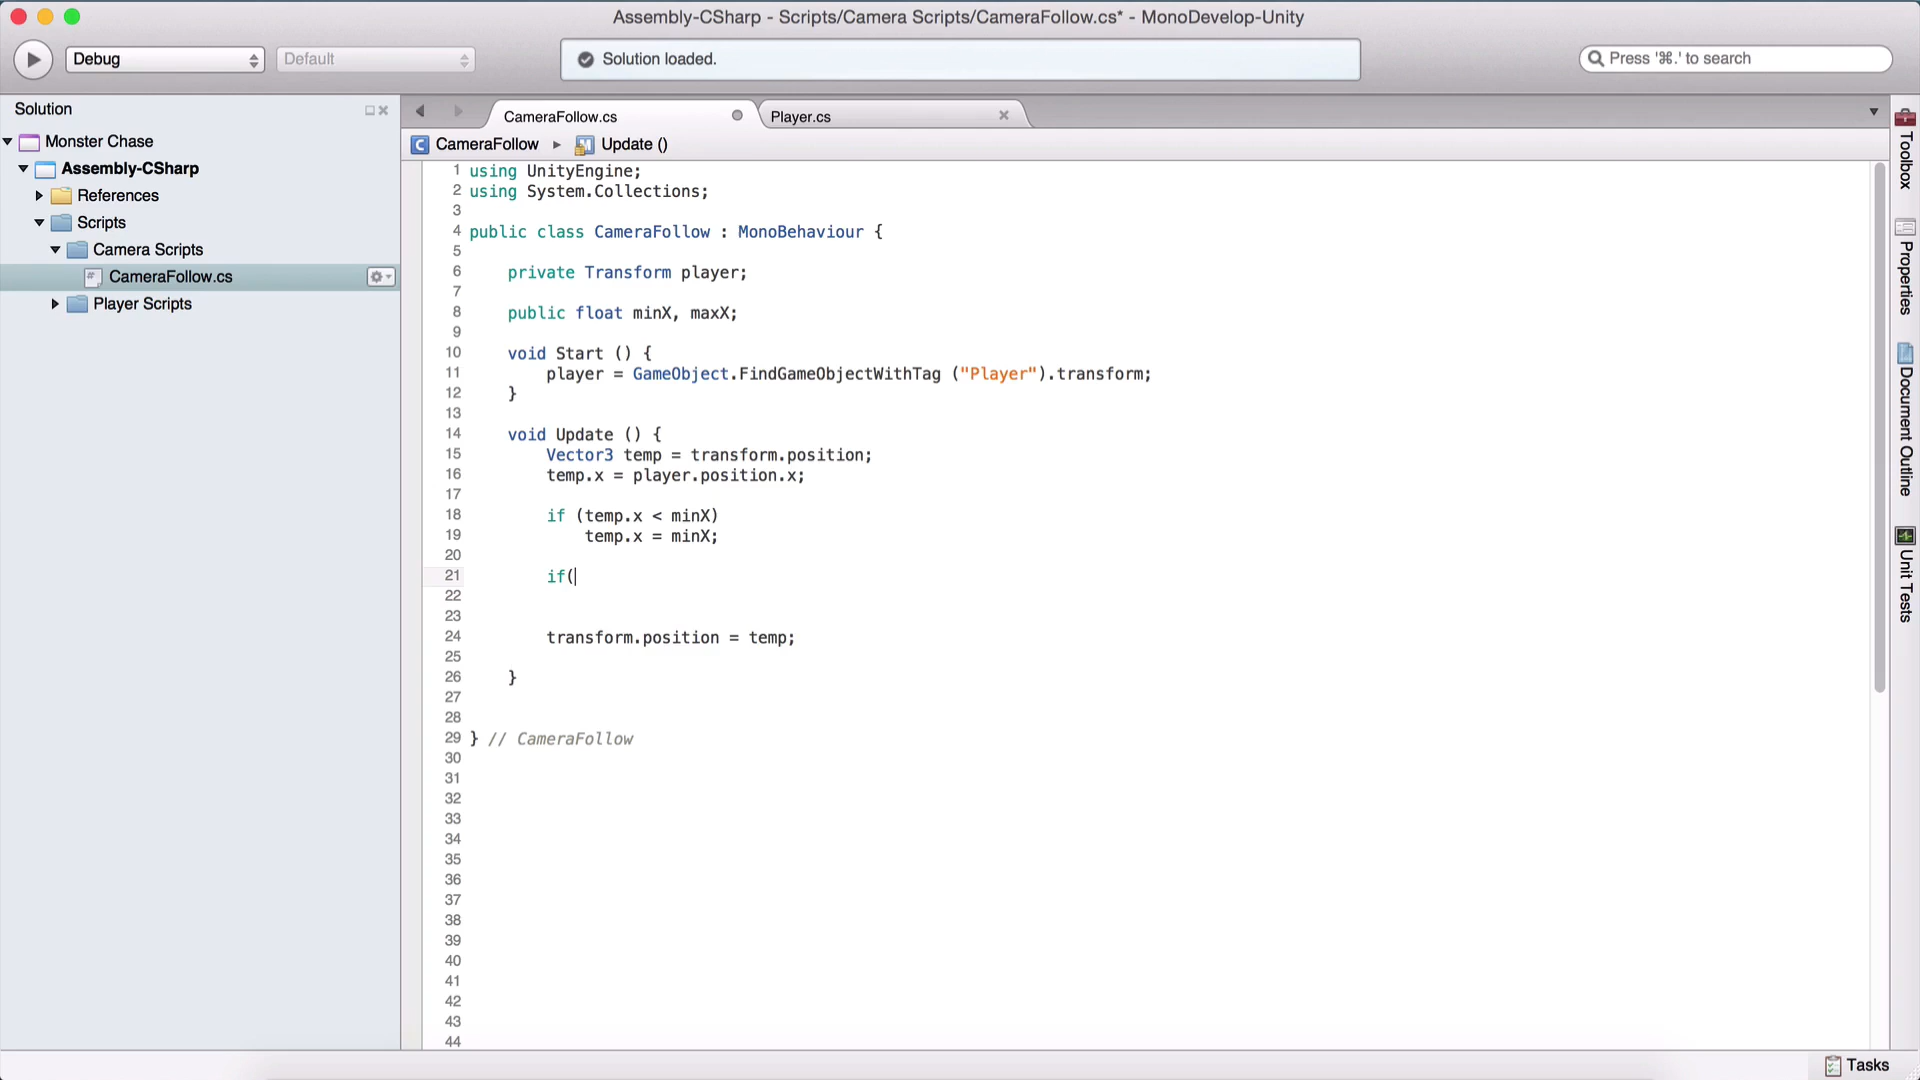 Assembly-CSharp - Scripts/Camera Scripts/CameraFollow.cs* - MonoDevelop-Unity
Debug
Default
Solution loaded.
Press '⌘.' to search
Solution
Monster Chase
Assembly-CSharp
References
Scripts
Camera Scripts
CameraFollow.cs
Player Scripts
CameraFollow.cs
Player.cs
C CameraFollow ▸ M Update ()
1 using UnityEngine;
2 using System.Collections;
3
4 public class CameraFollow : MonoBehaviour {
5
6     private Transform player;
7
8     public float minX, maxX;
9
10     void Start () {
11         player = GameObject.FindGameObjectWithTag ("Player").transform;
12     }
13
14     void Update () {
15         Vector3 temp = transform.position;
16         temp.x = player.position.x;
17
18         if (temp.x < minX)
19             temp.x = minX;
20
21         if(
22
23
24         transform.position = temp;
25
26     }
27
28
29 } // CameraFollow
30
31
32
33
34
35
36
37
38
39
40
41
42
43
44
Toolbox
Properties
Document Outline
Unit Tests
Tasks